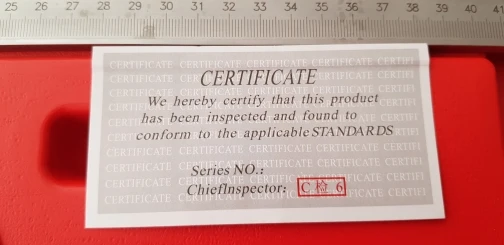 25 26 27 28 29 30 31 32 33 34 35 36 37 38 39 40 41
CERTIFICATE
We hereby certify that this product
has been inspected and found to
conform to the applicable STANDARDS
Series NO.:
ChiefInspector: C 检 6